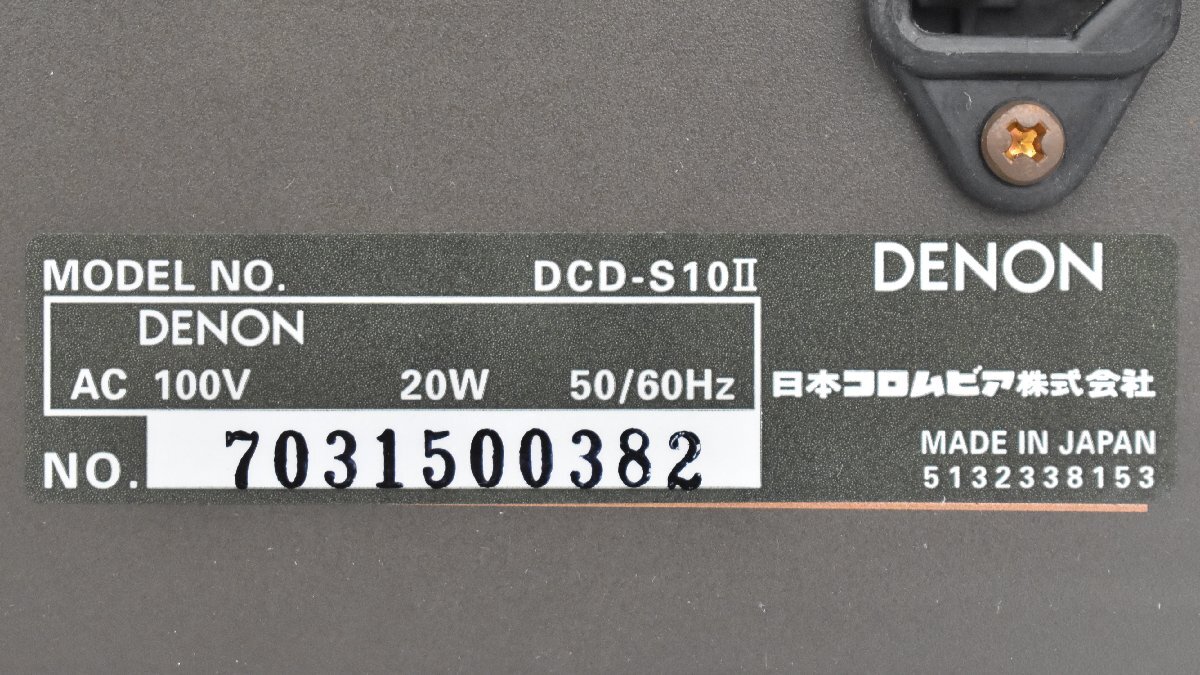 MODEL NO. DCD-S10II
DENON
AC 100V 20W 50/60Hz
NO. 7031500382
DENON
日本コロムビア株式会社
MADE IN JAPAN
5132338153